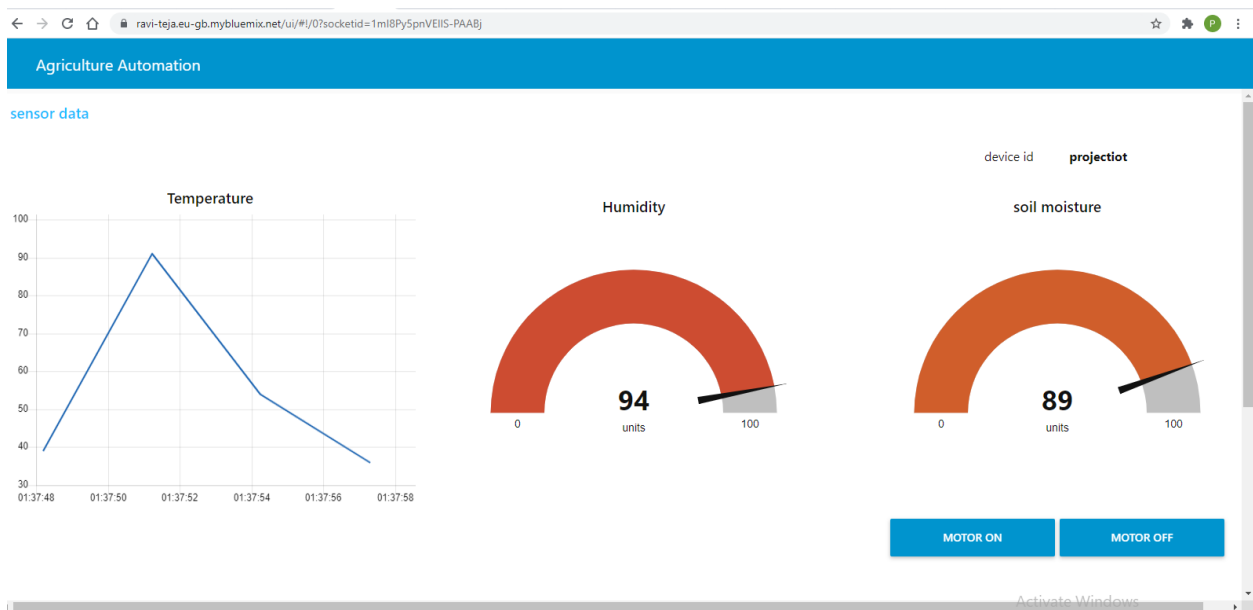 ravi-teja.eu-gb.mybluemix.net/ui/#!/0?socketid=1mI8Py5pnVEIIS-PAABj
P
Agriculture Automation
sensor data
device id projectiot
Temperature
Humidity
soil moisture
100
90
80
70
60
50
40
30
01:37:48 01:37:50 01:37:52 01:37:54 01:37:56 01:37:58
94
units
0 100
89
units
0 100
MOTOR ON MOTOR OFF
Activate Windows